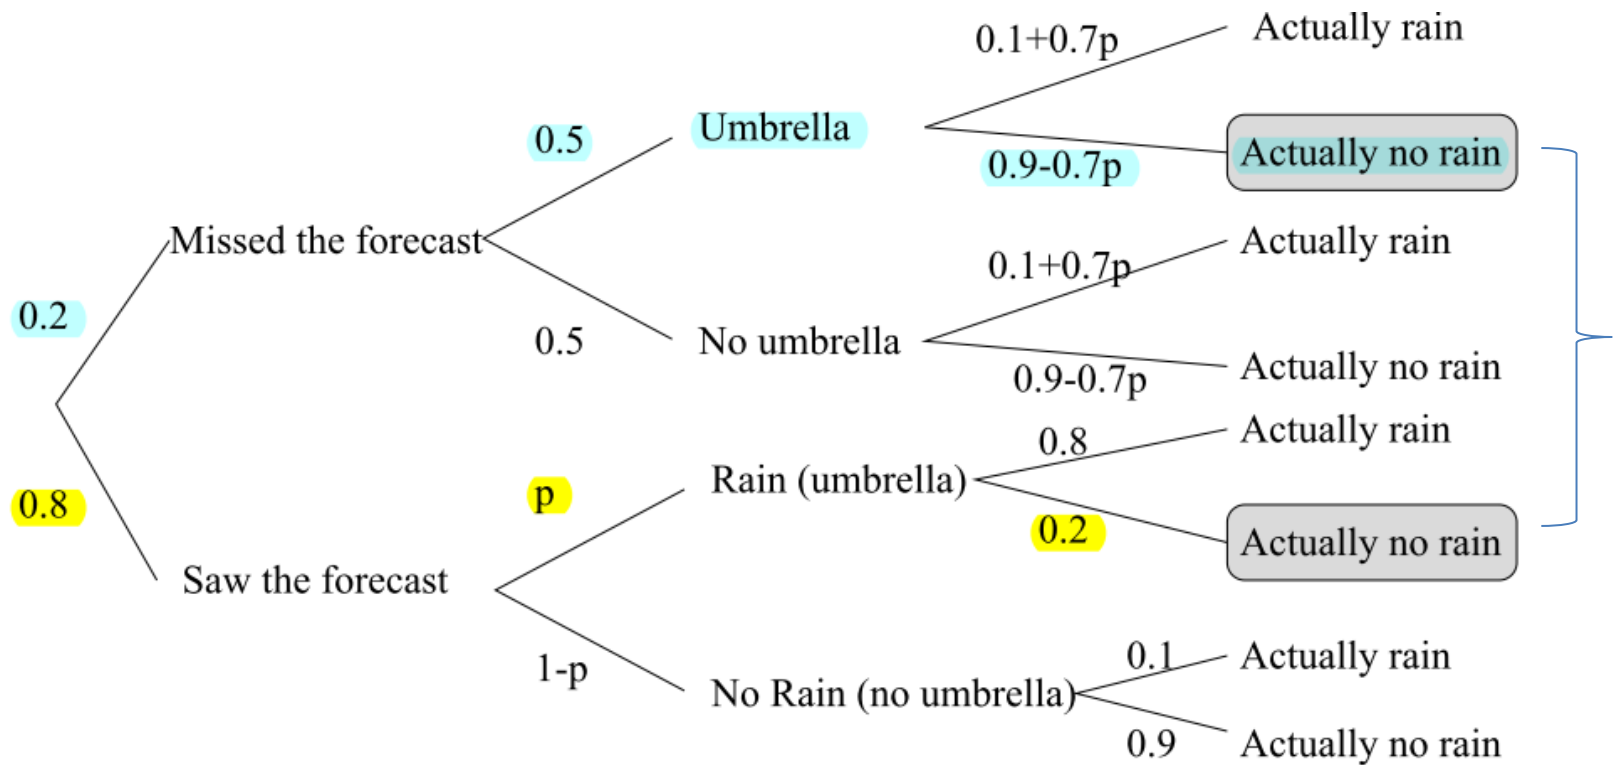 0.1+0.7p
Actually rain
0.5
Umbrella
0.9-0.7p
Actually no rain
Missed the forecast
0.1+0.7p
Actually rain
0.2
0.5
No umbrella
0.9-0.7p
Actually no rain
0.8
Actually rain
0.8
p
Rain (umbrella)
0.2
Actually no rain
Saw the forecast
1-p
0.1
Actually rain
No Rain (no umbrella)
0.9
Actually no rain